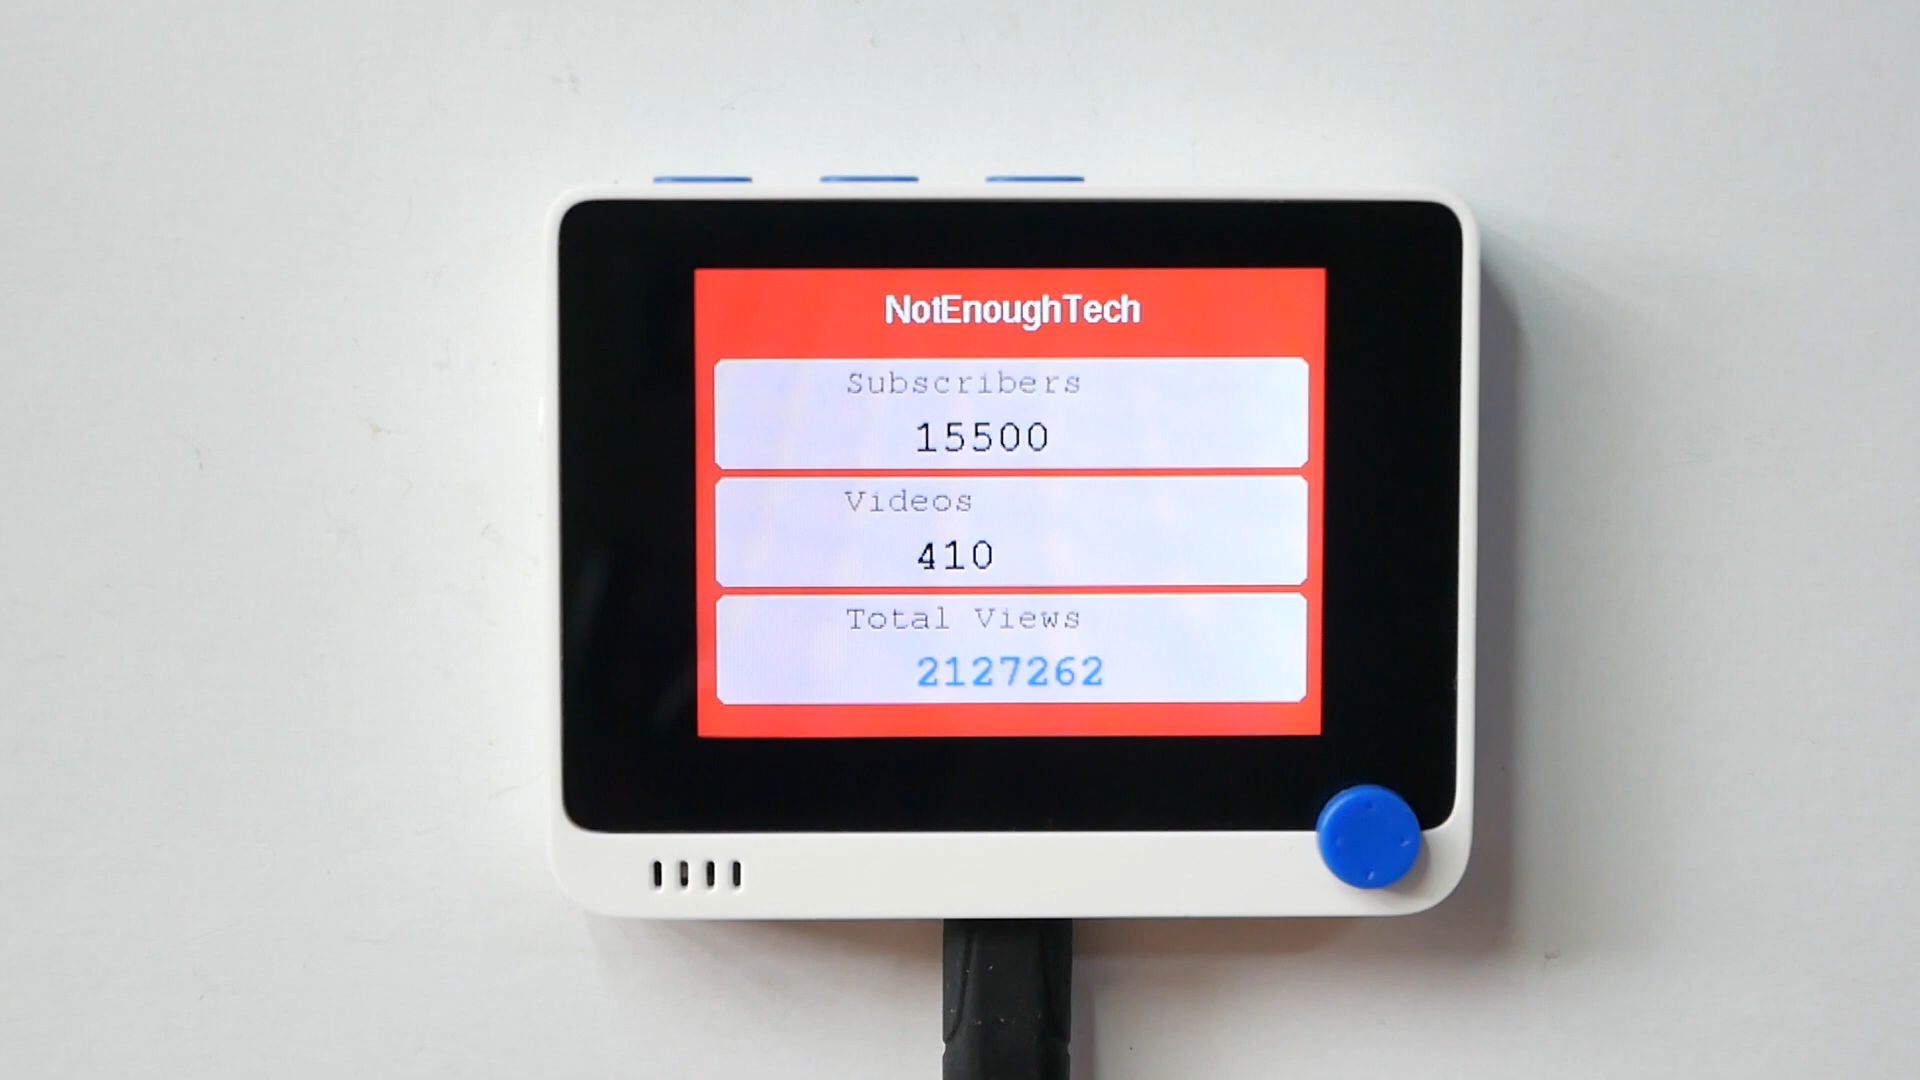 NotEnoughTech
Subscribers
15500
Videos
410
Total Views
2127262